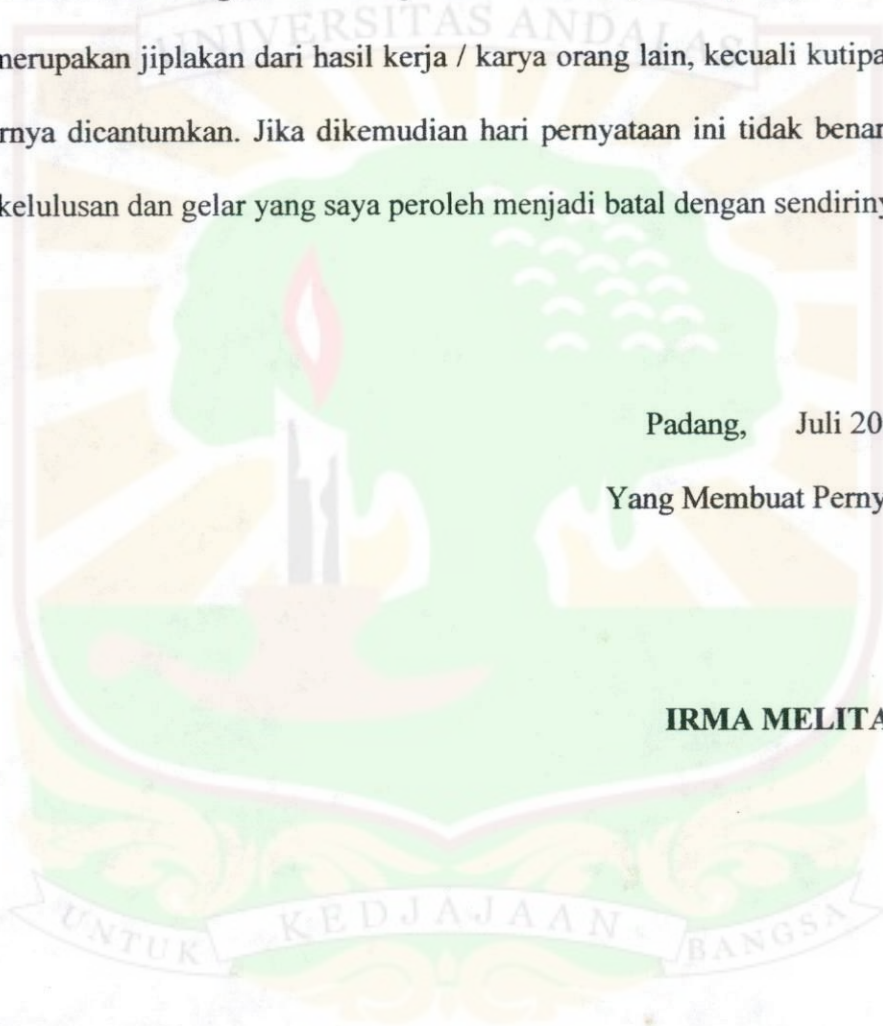 UNIVERSITAS ANDALAS
merupakan jiplakan dari hasil kerja / karya orang lain, kecuali kutipa
rnya dicantumkan. Jika dikemudian hari pernyataan ini tidak benar
kelulusan dan gelar yang saya peroleh menjadi batal dengan sendiriny
Padang, Juli 20
Yang Membuat Perny
IRMA MELITA
UNTUK KEDJAJAAN BANGSA